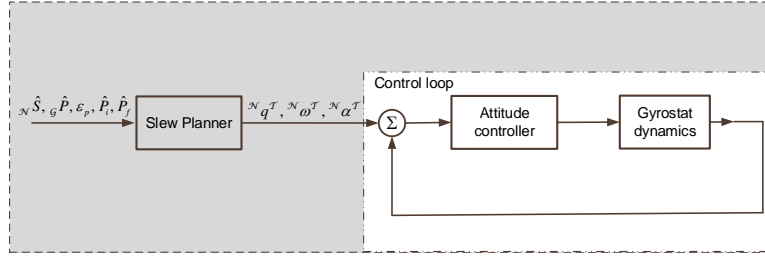 Control loop
𝒩Ŝ, 𝒢P̂, ε_p, P̂_i, P̂_f
Slew Planner
^𝒩q^𝒯, ^𝒩ω^𝒯, ^𝒩α^𝒯
Σ
Attitude
controller
Gyrostat
dynamics